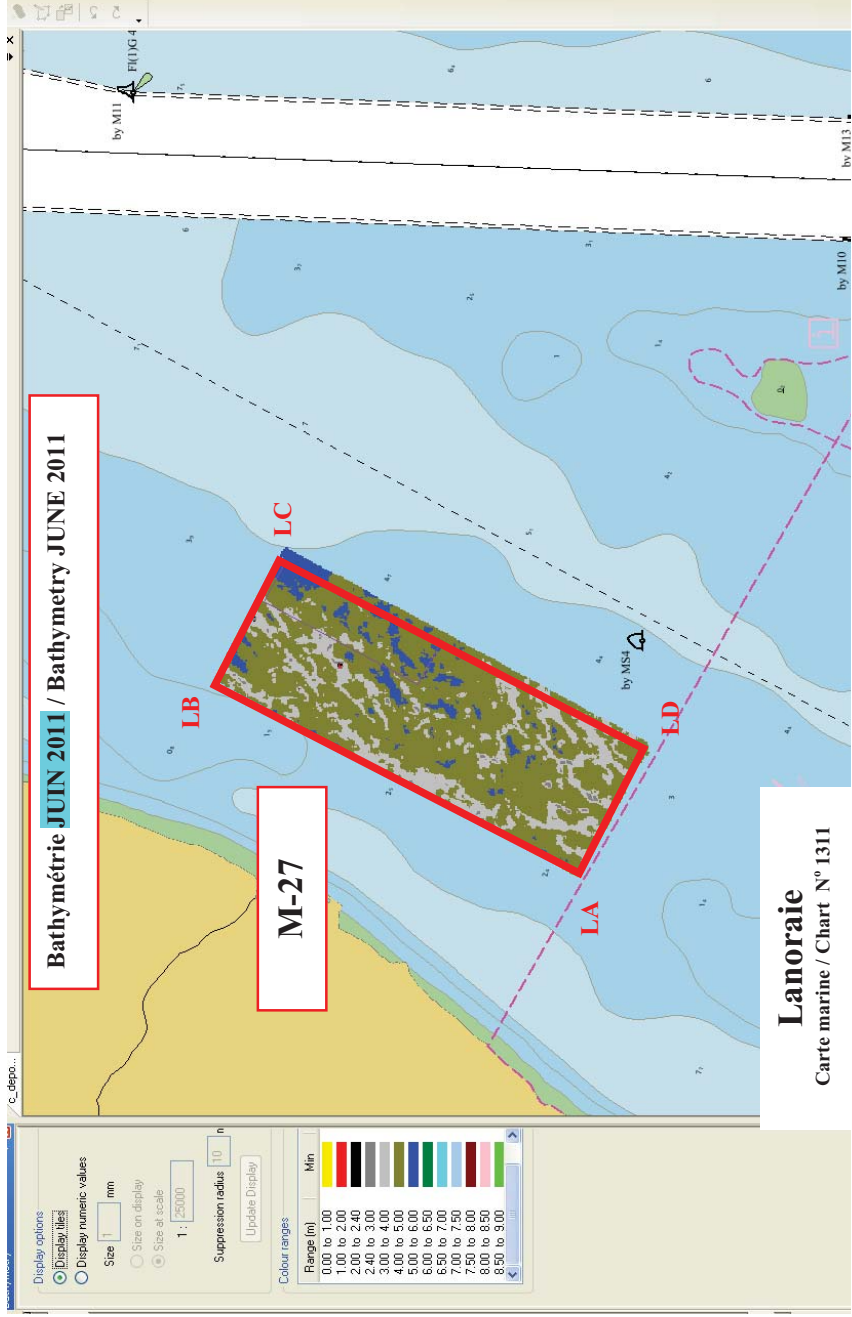 c_depo...
Display options
Display tiles
Display numeric values
Size 1 mm
Size on display
Size at scale
1 : 25000
Suppression radius 10
Update Display
Colour ranges
Range (m) Min
0.00 to 1.00
1.00 to 2.00
2.00 to 2.40
2.40 to 3.00
3.00 to 4.00
4.00 to 5.00
5.00 to 6.00
6.00 to 6.50
6.50 to 7.00
7.00 to 7.50
7.50 to 8.00
8.00 to 8.50
8.50 to 9.00
Bathymétrie JUIN 2011 / Bathymetry JUNE 2011
M-27
LB
LC
LA
LD
by MS4
by M11
Fl(1)G 4
by M10
by M13
Lanoraie
Carte marine / Chart Nº 1311